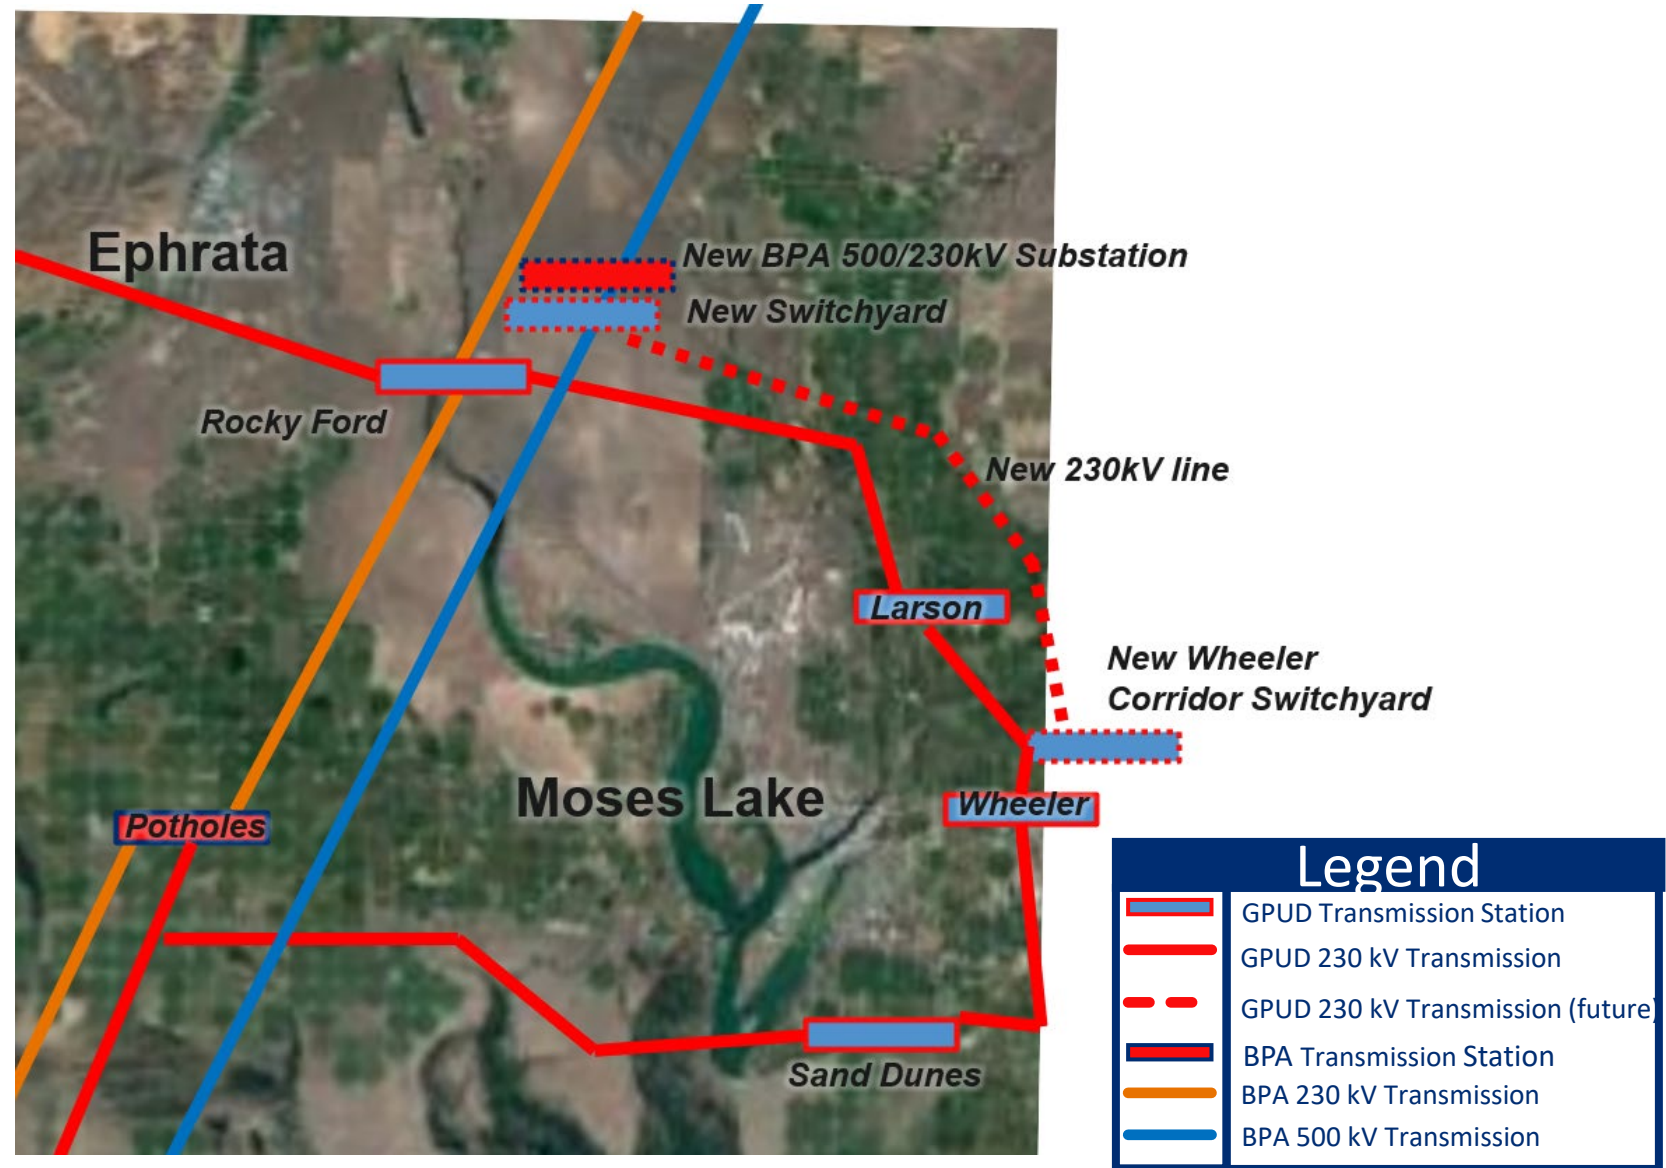 Ephrata
New BPA 500/230kV Substation
New Switchyard
Rocky Ford
New 230kV line
Larson
New Wheeler
Corridor Switchyard
Moses Lake
Wheeler
Potholes
Sand Dunes
Legend
GPUD Transmission Station
GPUD 230 kV Transmission
GPUD 230 kV Transmission (future)
BPA Transmission Station
BPA 230 kV Transmission
BPA 500 kV Transmission